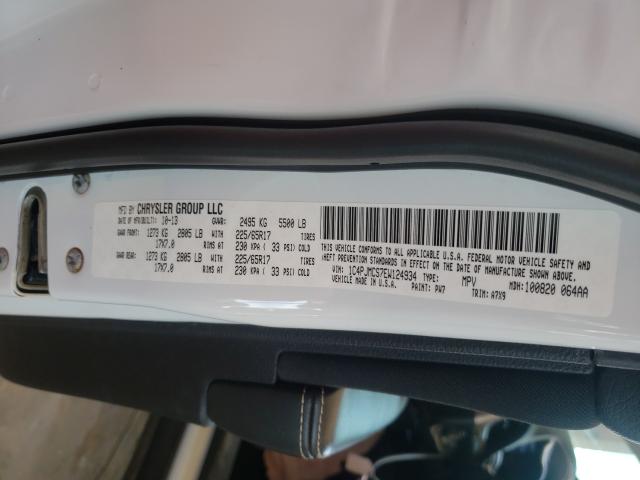 MFD BY CHRYSLER GROUP LLC
DATE OF MFR/BUILT: 10-13 GVWR: 2495 KG 5500 LB
GAWR FRONT: 1273 KG 2805 LB WITH 225/65R17 TIRES
17X7.0 RIMS AT 230 KPA ( 33 PSI) COLD
GAWR REAR: 1273 KG 2805 LB WITH 225/65R17 TIRES
17X7.0 RIMS AT 230 KPA ( 33 PSI) COLD
THIS VEHICLE CONFORMS TO ALL APPLICABLE U.S.A. FEDERAL MOTOR VEHICLE SAFETY AND
THEFT PREVENTION STANDARDS IN EFFECT ON THE DATE OF MANUFACTURE SHOWN ABOVE.
VIN: 1C4PJMCS7EW124934 MPV
VEHICLE MADE IN U.S.A. PAINT: PW7 TRIM: A7X9 MDH: 100820 064AA